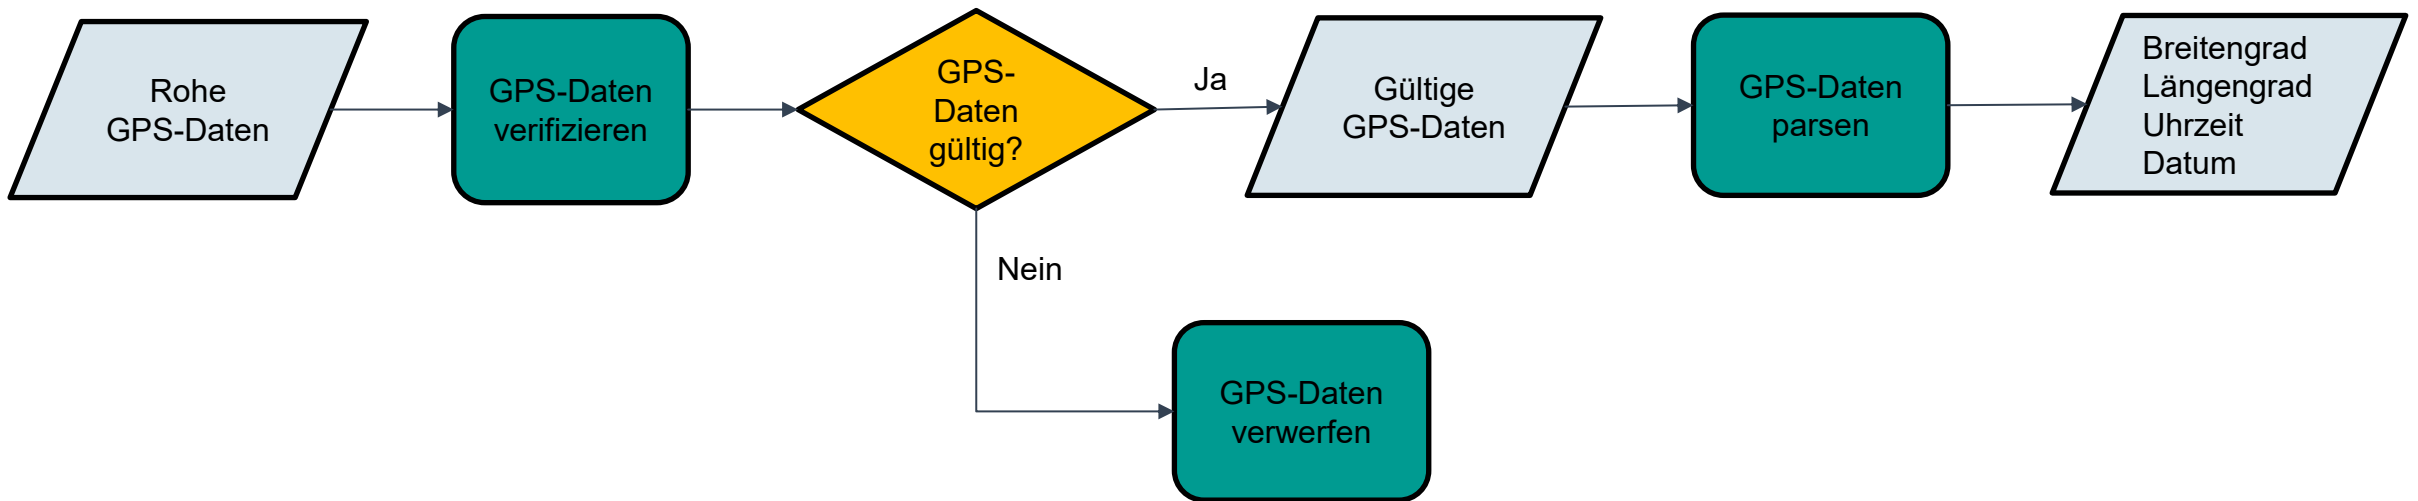 Rohe
GPS-Daten
GPS-Daten
verifizieren
GPS-
Daten
gültig?
Ja
Gültige
GPS-Daten
GPS-Daten
parsen
Breitengrad
Längengrad
Uhrzeit
Datum
Nein
GPS-Daten
verwerfen